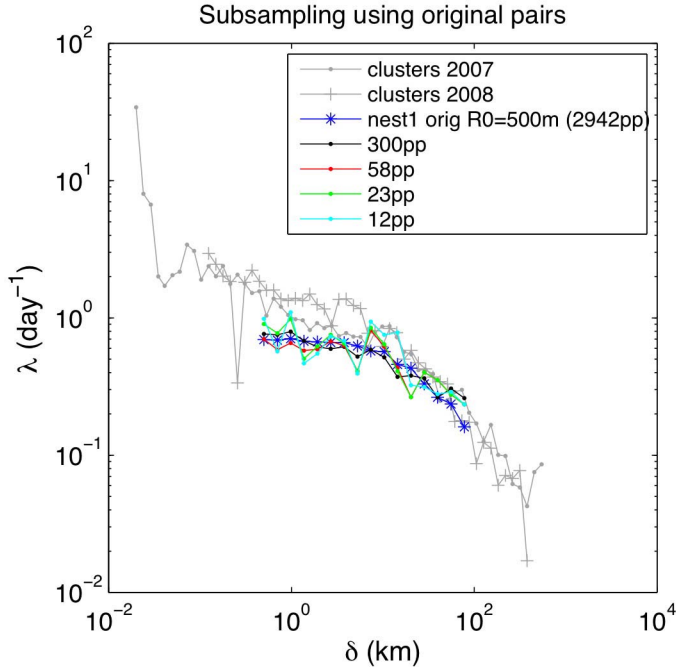 Subsampling using original pairs
10^2
clusters 2007
clusters 2008
nest1 orig R0=500m (2942pp)
300pp
58pp
23pp
12pp
10^1
10^0
λ (day^-1)
10^-1
10^-2
10^-2 10^0 10^2 10^4
δ (km)